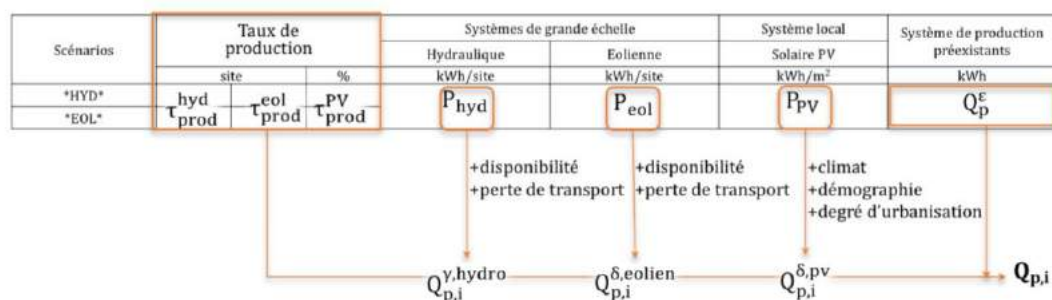 Scénarios
Taux de
production
Systèmes de grande échelle
Système local
Système de production
préexistants
Hydraulique
Eolienne
Solaire PV
site
%
kWh/site
kWh/site
kWh/m²
kWh
*HYD*
*EOL*
τ_prod^hyd
τ_prod^eol
τ_prod^PV
P_hyd
P_eol
P_PV
Q_p^ε
+disponibilité
+perte de transport
+disponibilité
+perte de transport
+climat
+démographie
+degré d'urbanisation
Q_p,i^γ,hydro
Q_p,i^δ,eolien
Q_p,i^δ,pv
Q_p,i